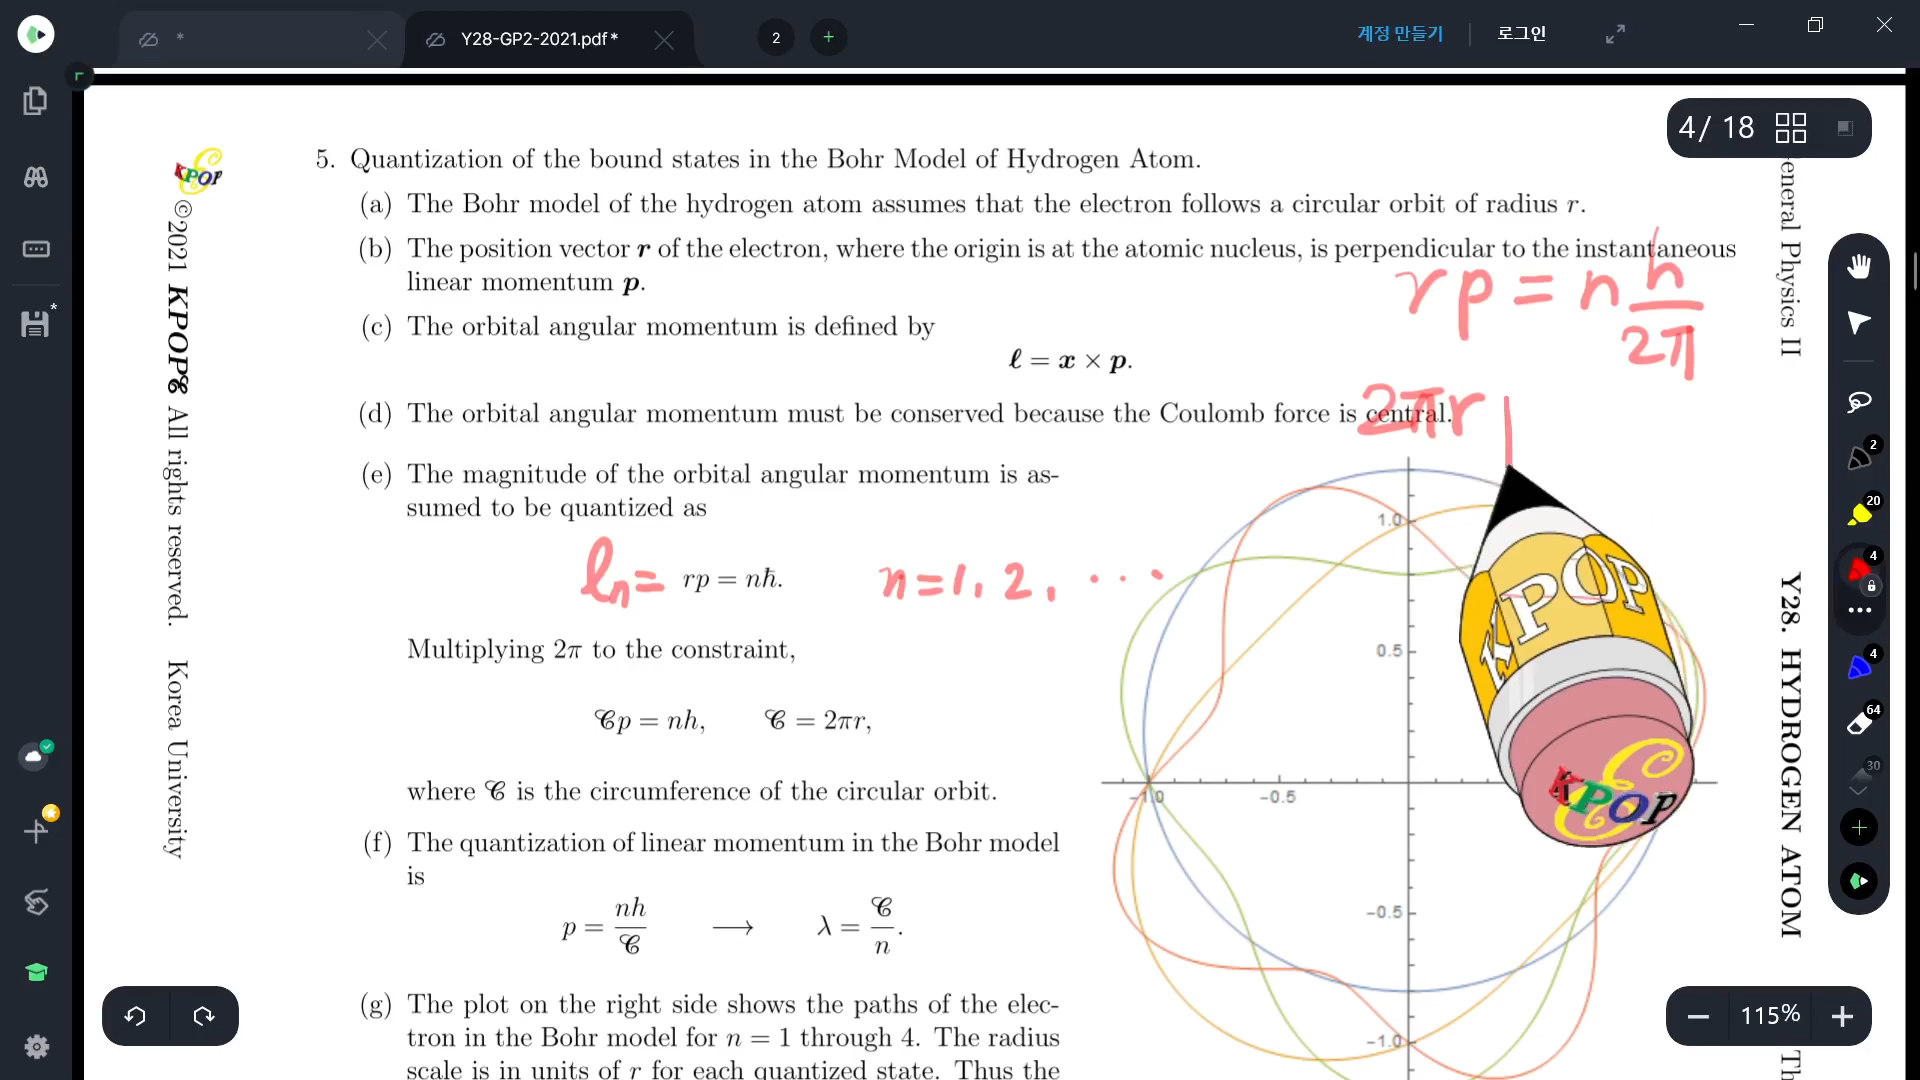 *
Y28-GP2-2021.pdf*
2
계정 만들기
로그인
4/ 18
5. Quantization of the bound states in the Bohr Model of Hydrogen Atom.
(a) The Bohr model of the hydrogen atom assumes that the electron follows a circular orbit of radius r.
(b) The position vector r of the electron, where the origin is at the atomic nucleus, is perpendicular to the instantaneous
linear momentum p.
rp = n h/2π
(c) The orbital angular momentum is defined by
ℓ = x × p.
(d) The orbital angular momentum must be conserved because the Coulomb force is central.
2πr
(e) The magnitude of the orbital angular momentum is as-
sumed to be quantized as
ℓn = rp = nħ. n=1, 2, ...
Multiplying 2π to the constraint,
𝒞p = nh, 𝒞 = 2πr,
where 𝒞 is the circumference of the circular orbit.
(f) The quantization of linear momentum in the Bohr model
is
p = nh/𝒞 ⟶ λ = 𝒞/n.
(g) The plot on the right side shows the paths of the elec-
tron in the Bohr model for n = 1 through 4. The radius
scale is in units of r for each quantized state. Thus the
1.0
0.5
-1.0
-0.5
-0.5
-1.0
KPOP
KPOP
KPOP
©2021 KPOPE All rights reserved. Korea University
eneral Physics II
Y28. HYDROGEN ATOM
Th
2
20
4
4
64
30
115%